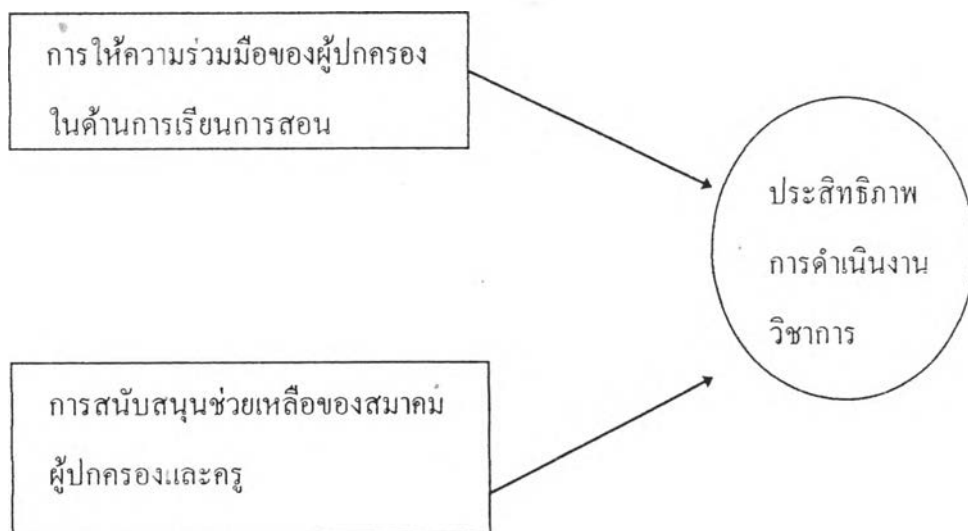 การให้ความร่วมมือของผู้ปกครอง
ในด้านการเรียนการสอน
ประสิทธิภาพ
การดำเนินงาน
วิชาการ
การสนับสนุนช่วยเหลือของสมาคม
ผู้ปกครองและครู